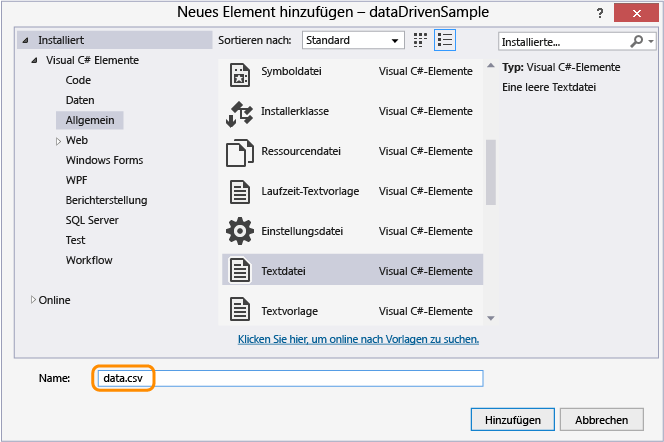 Neues Element hinzufügen – dataDrivenSample
? X
Installiert
Visual C# Elemente
Code
Daten
Allgemein
Web
Windows Forms
WPF
Berichterstellung
SQL Server
Test
Workflow
Online
Sortieren nach: Standard
Symboldatei Visual C#-Elemente
Installerklasse Visual C#-Elemente
Ressourcendatei Visual C#-Elemente
Laufzeit-Textvorlage Visual C#-Elemente
Einstellungsdatei Visual C#-Elemente
Textdatei Visual C#-Elemente
Textvorlage Visual C#-Elemente
Klicken Sie hier, um online nach Vorlagen zu suchen.
Installierte...
Typ: Visual C#-Elemente
Eine leere Textdatei
Name: data.csv
Hinzufügen Abbrechen